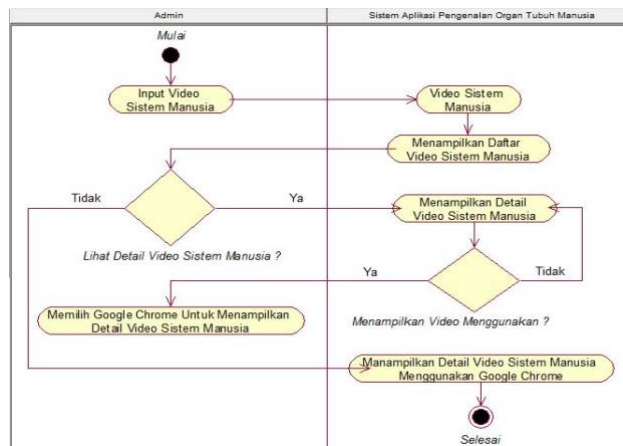 Admin
Sistem Aplikasi Pengenalan Organ Tubuh Manusia
Mulai
Input Video
Sistem Manusia
Video Sistem
Manusia
Menampilkan Daftar
Video Sistem Manusia
Tidak
Ya
Menampilkan Detail
Video Sistem Manusia
Lihat Detail Video Sistem Manusia ?
Ya
Tidak
Memilih Google Chrome Untuk Menampilkan
Detail Video Sistem Manusia
Menampilkan Video Menggunakan ?
Manampilkan Detail Video Sistem Manusia
Menggunakan Google Chrome
Selesai